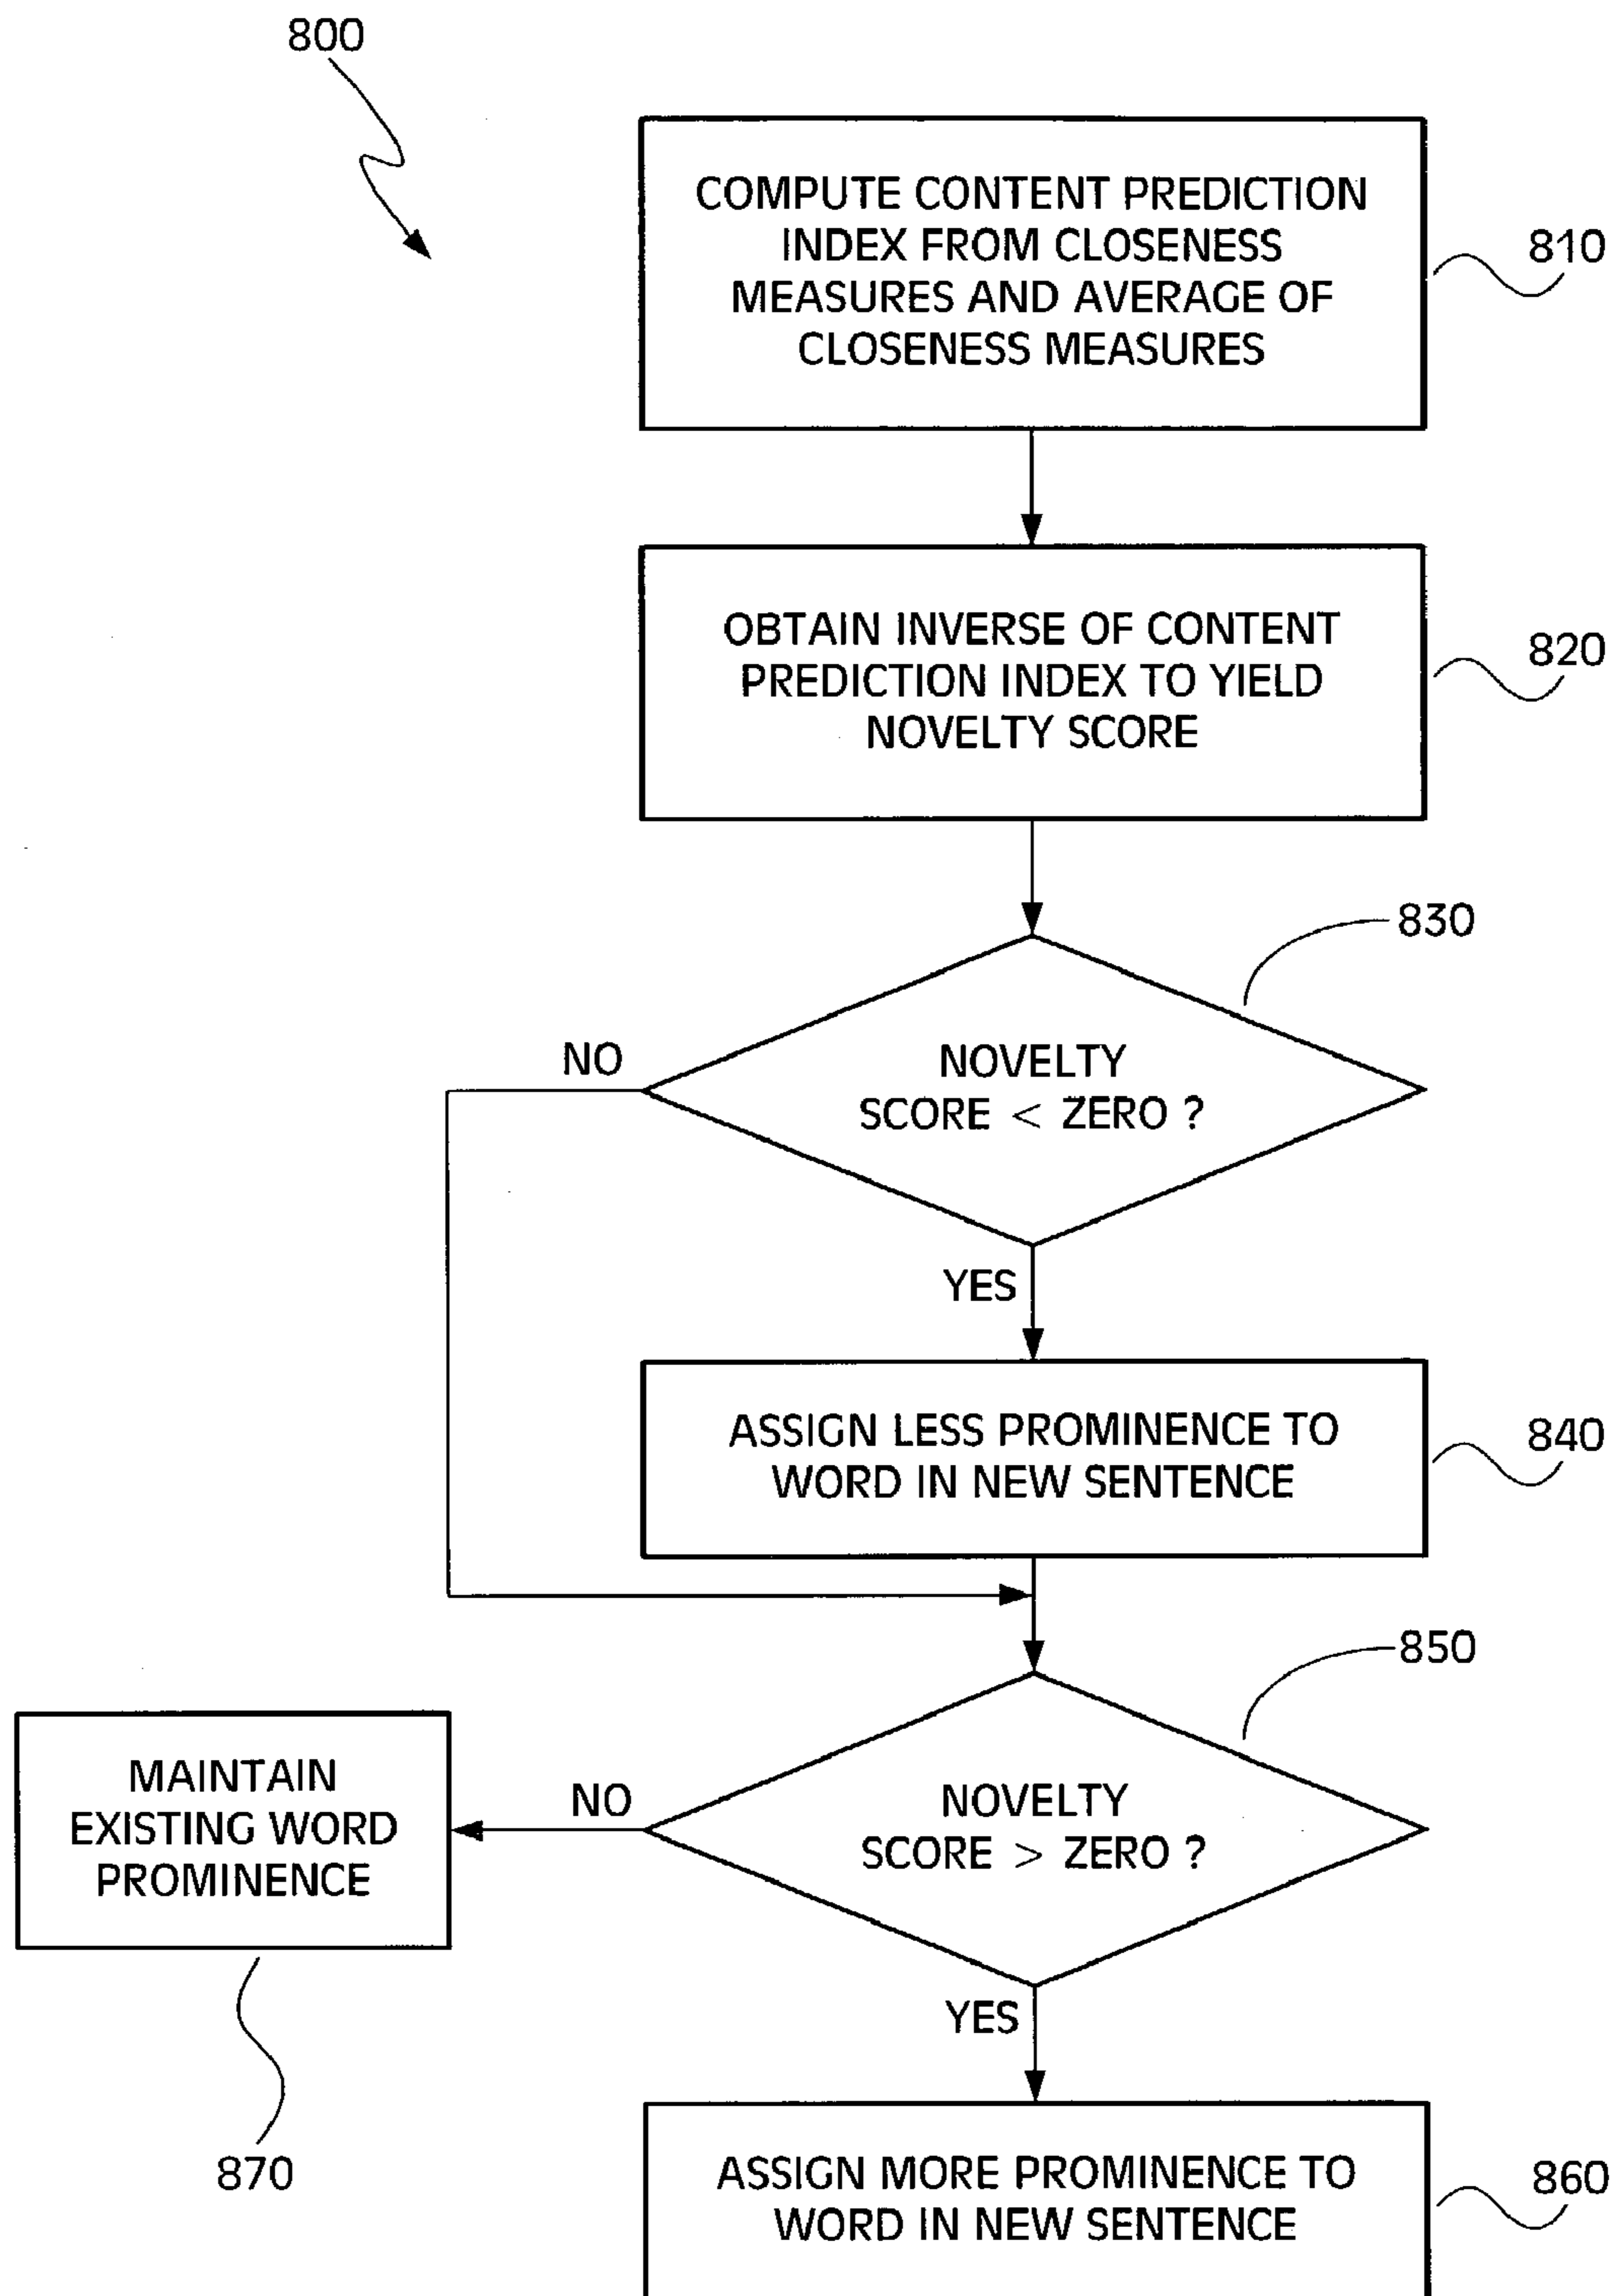 800
COMPUTE CONTENT PREDICTION
INDEX FROM CLOSENESS
MEASURES AND AVERAGE OF
CLOSENESS MEASURES
810
OBTAIN INVERSE OF CONTENT
PREDICTION INDEX TO YIELD
NOVELTY SCORE
820
830
NO
NOVELTY
SCORE < ZERO ?
YES
ASSIGN LESS PROMINENCE TO
WORD IN NEW SENTENCE
840
850
MAINTAIN
EXISTING WORD
PROMINENCE
NO
NOVELTY
SCORE > ZERO ?
YES
870
ASSIGN MORE PROMINENCE TO
WORD IN NEW SENTENCE
860